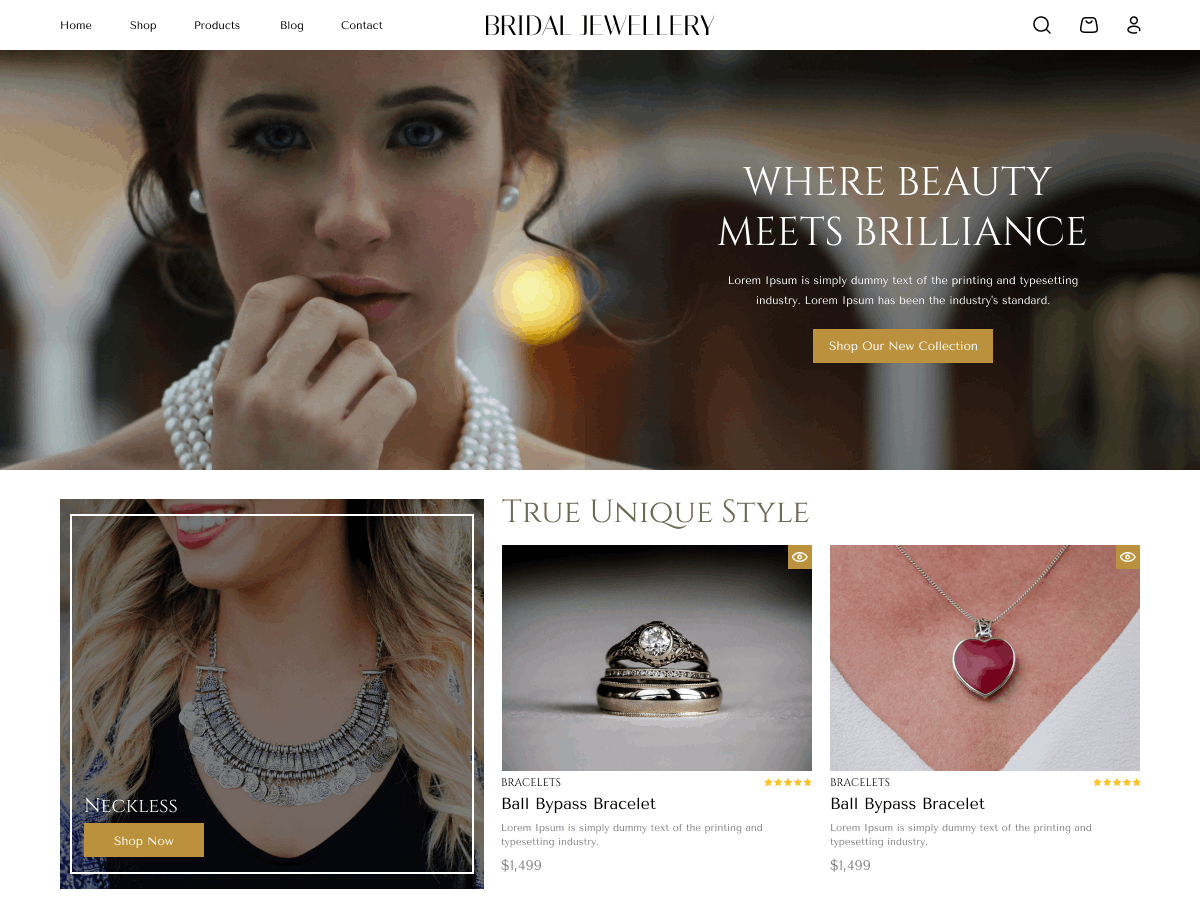 Home Shop Products Blog Contact
BRIDAL JEWELLERY
WHERE BEAUTY
MEETS BRILLIANCE
Lorem Ipsum is simply dummy text of the printing and typesetting
industry. Lorem Ipsum has been the industry's standard.
Shop Our New Collection
Neckless
Shop Now
True Unique Style
BRACELETS
Ball Bypass Bracelet
Lorem Ipsum is simply dummy text of the printing and
typesetting industry.
$1,499
BRACELETS
Ball Bypass Bracelet
Lorem Ipsum is simply dummy text of the printing and
typesetting industry.
$1,499